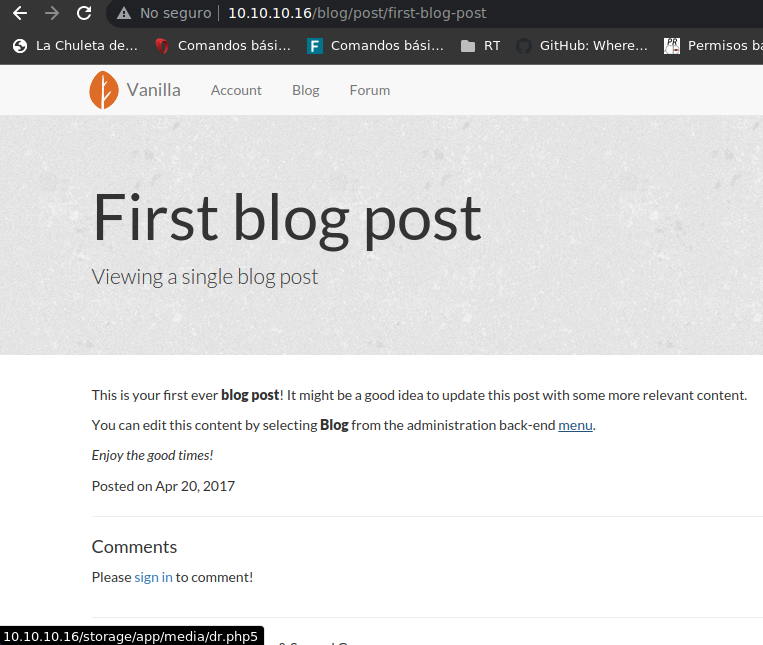 No seguro 10.10.10.16/blog/post/first-blog-post
La Chuleta de... Comandos bási... F Comandos bási... RT GitHub: Where... PR Permisos ba
Vanilla Account Blog Forum
First blog post
Viewing a single blog post
This is your first ever blog post! It might be a good idea to update this post with some more relevant content.
You can edit this content by selecting Blog from the administration back-end menu.
Enjoy the good times!
Posted on Apr 20, 2017
Comments
Please sign in to comment!
10.10.10.16/storage/app/media/dr.php5